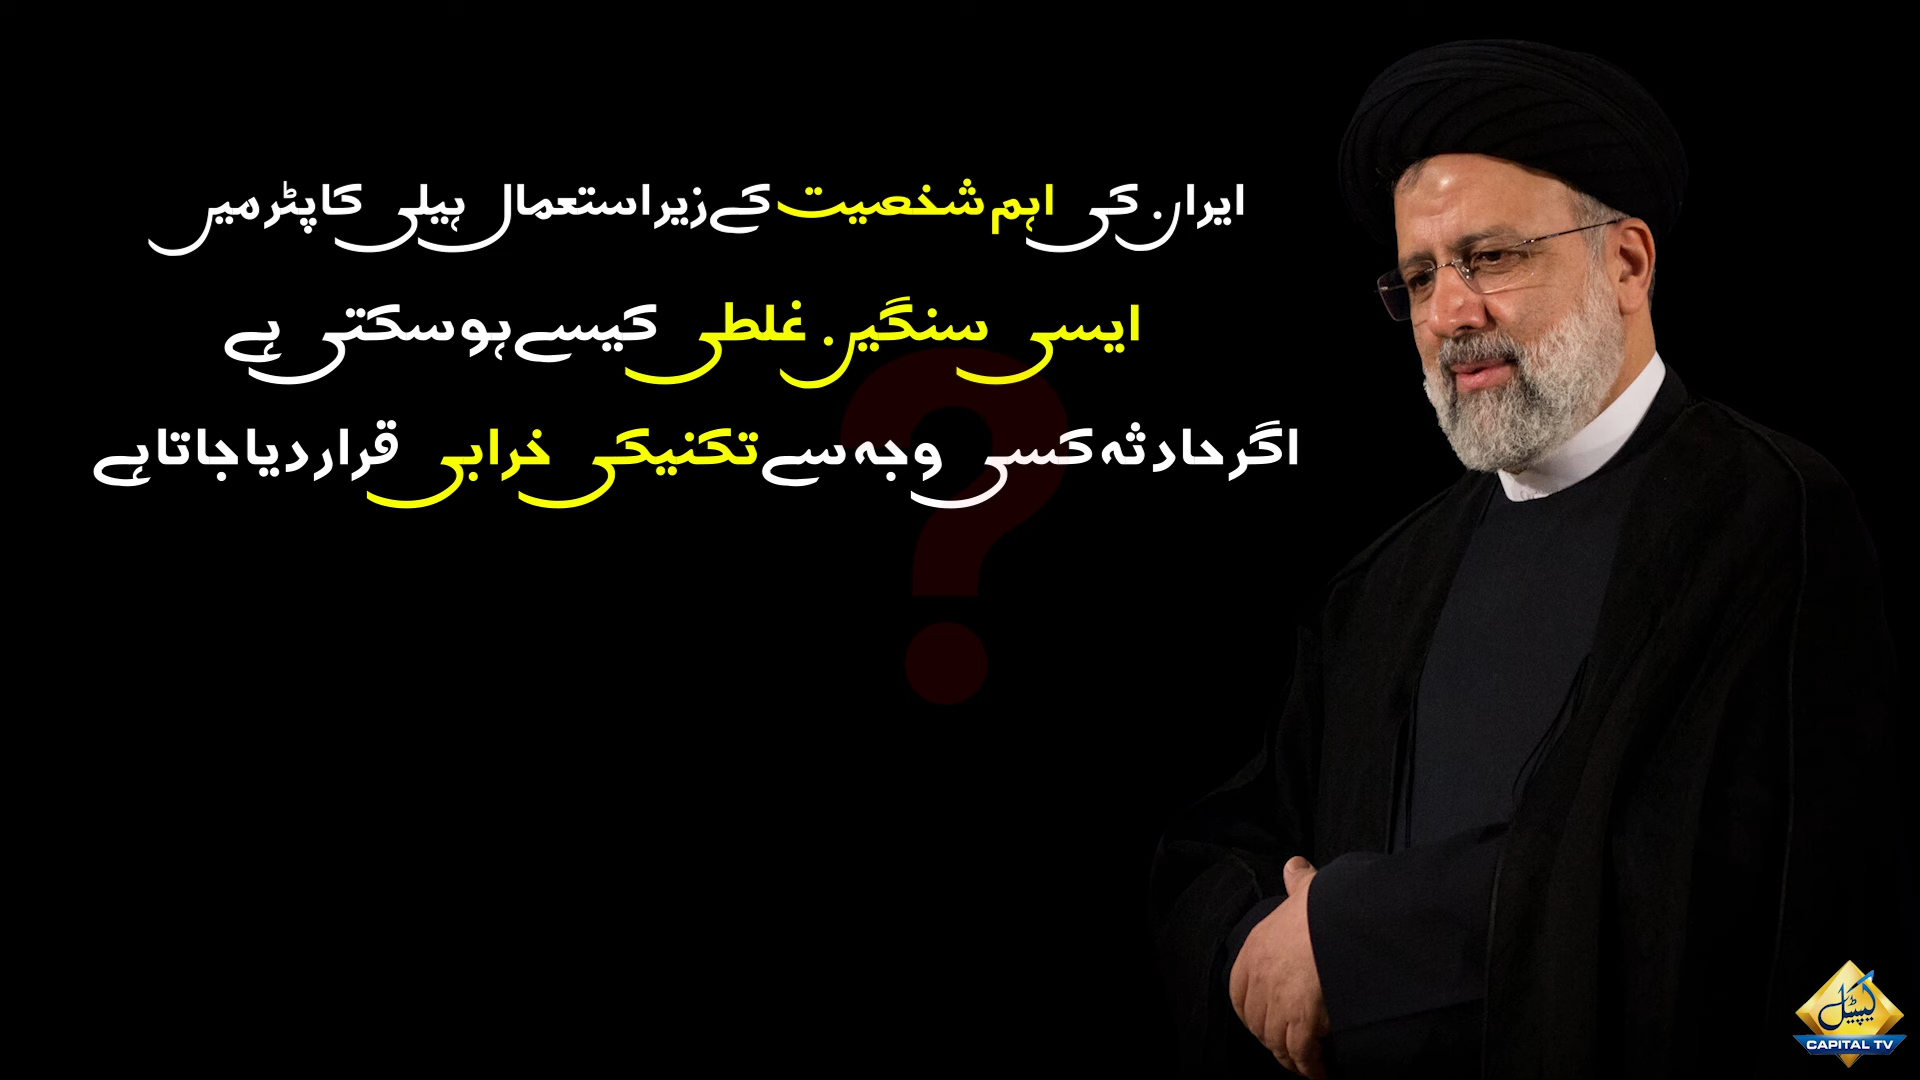 ایران کی اہم شخصیت کے زیر استعمال ہیلی کاپٹر میں
ایسی سنگین غلطی کیسے ہو سکتی ہے
اگر حادثہ کسی وجہ سے تکنیکی خرابی قرار دیا جاتا ہے
?
کیپیٹل
CAPITAL TV